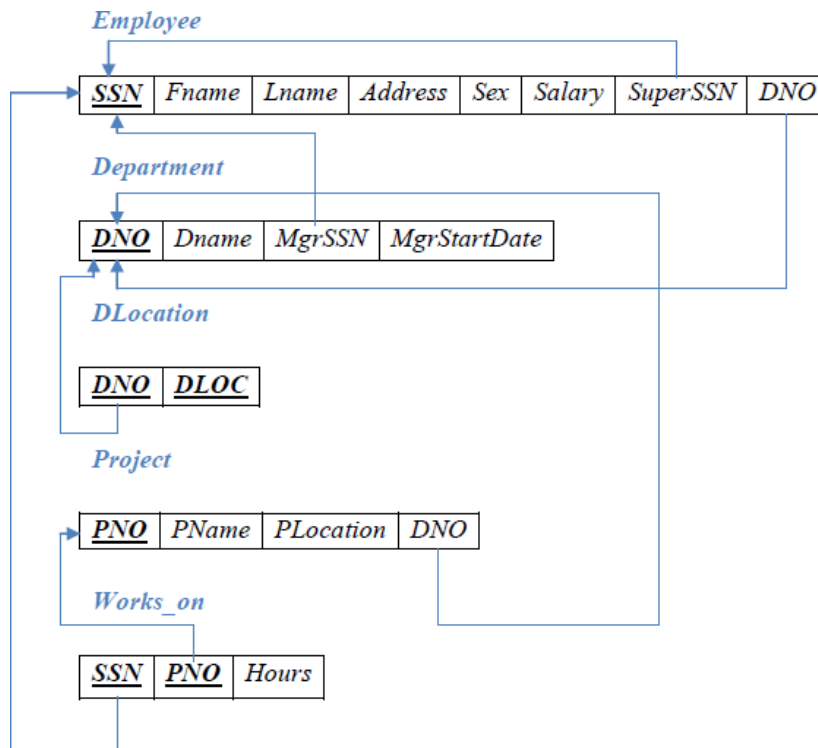 Employee
SSN Fname Lname Address Sex Salary SuperSSN DNO
Department
DNO Dname MgrSSN MgrStartDate
DLocation
DNO DLOC
Project
PNO PName PLocation DNO
Works_on
SSN PNO Hours